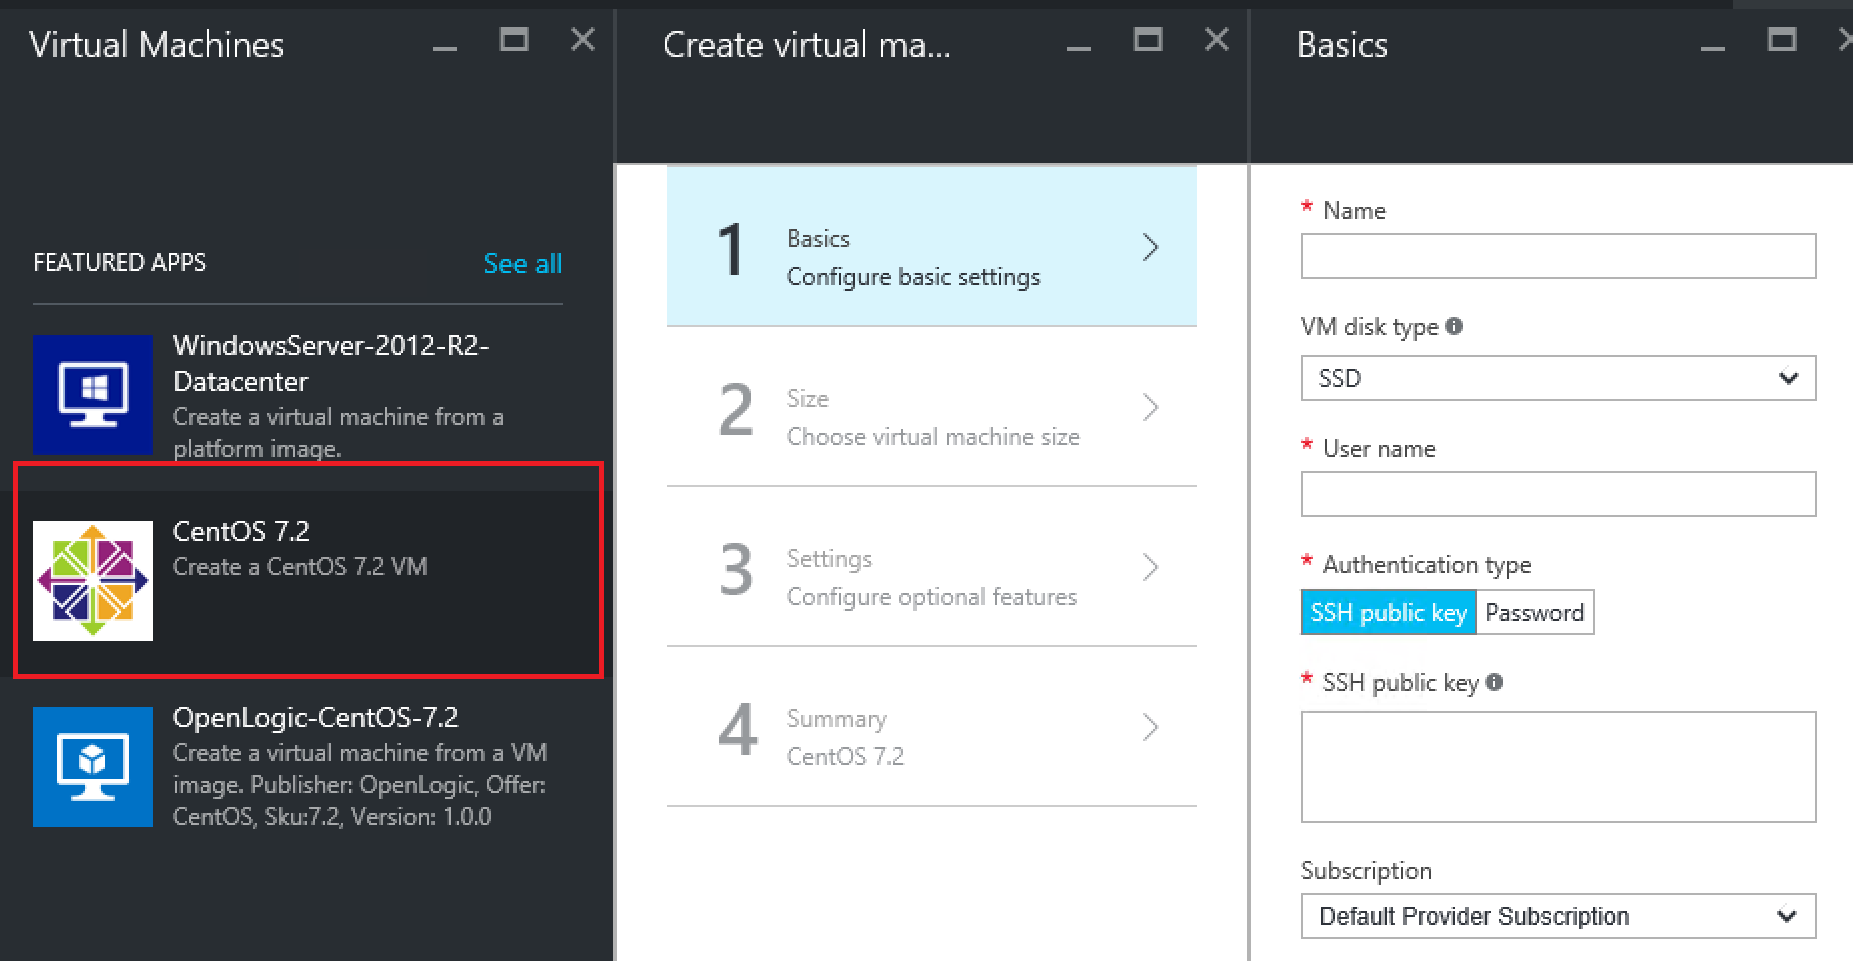 Virtual Machines
FEATURED APPS
See all
WindowsServer-2012-R2-
Datacenter
Create a virtual machine from a
platform image.
CentOS 7.2
Create a CentOS 7.2 VM
OpenLogic-CentOS-7.2
Create a virtual machine from a VM
image. Publisher: OpenLogic, Offer:
CentOS, Sku:7.2, Version: 1.0.0
Create virtual ma...
1
Basics
Configure basic settings
2
Size
Choose virtual machine size
3
Settings
Configure optional features
4
Summary
CentOS 7.2
Basics
* Name
VM disk type
SSD
* User name
* Authentication type
SSH public key
Password
* SSH public key
Subscription
Default Provider Subscription